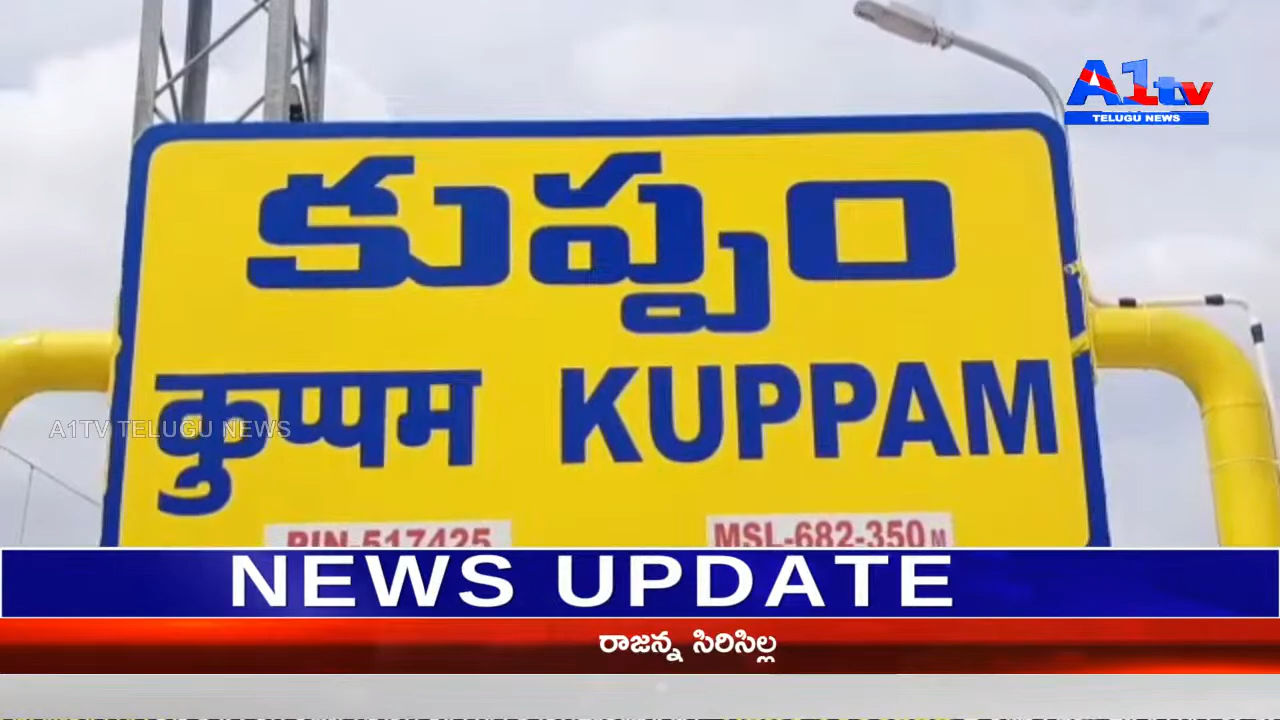 A1tv
TELUGU NEWS
కుప్పం
कुप्पम KUPPAM
A1TV TELUGU NEWS
PIN-517425 MSL-682-350 M
NEWS UPDATE
రాజన్న సిరిసిల్ల